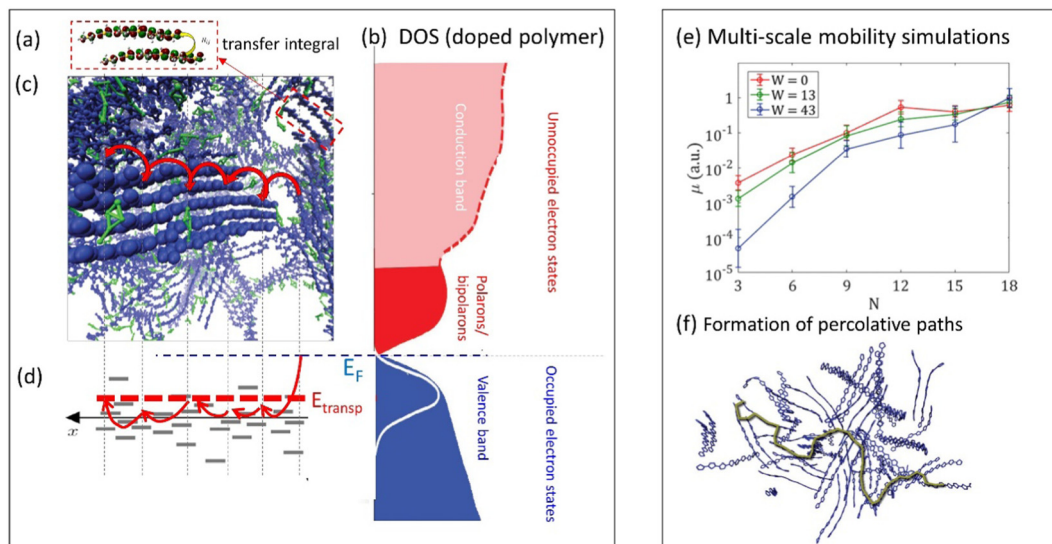 (a)
transfer integral
(b) DOS (doped polymer)
(c)
Conduction band
Unnoccupied electron states
Polarons/
bipolarons
(d)
E_F
E_transp
x
Valence band
Occupied electron states
(e) Multi-scale mobility simulations
W = 0
W = 13
W = 43
μ (a.u.)
1
10⁻¹
10⁻²
10⁻³
10⁻⁴
10⁻⁵
3 6 9 12 15 18
N
(f) Formation of percolative paths